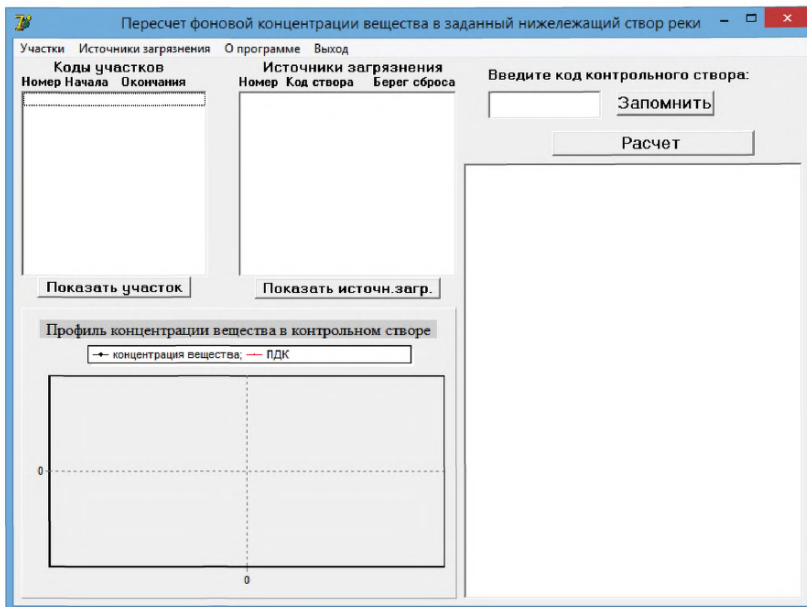 Пересчет фоновой концентрации вещества в заданный нижележащий створ реки
Участки Источники загрязнения О программе Выход
Коды участков
Номер Начала Окончания
Источники загрязнения
Номер Код створа Берег сброса
Введите код контрольного створа:
Запомнить
Расчет
Показать участок
Показать источн.загр.
Профиль концентрации вещества в контрольном створе
концентрация вещества; ПДК
0
0